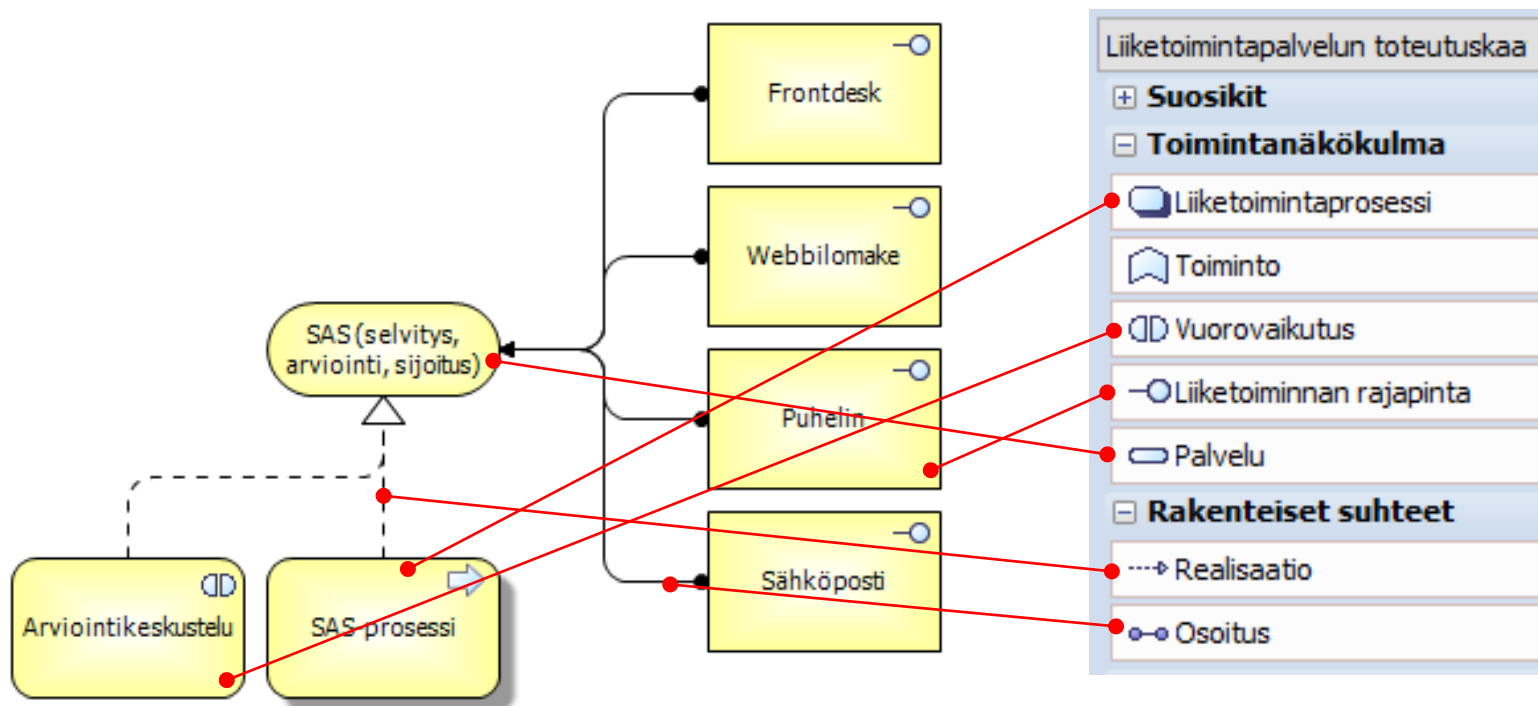 Frontdesk
Webbilomake
SAS (selvitys,
arviointi, sijoitus)
Puhelin
Sähköposti
Arviointikeskustelu
SAS-prosessi
Liiketoimintapalvelun toteutuskaa
Suosikit
Toimintanäkökulma
Liiketoimintaprosessi
Toiminto
Vuorovaikutus
Liiketoiminnan rajapinta
Palvelu
Rakenteiset suhteet
Realisaatio
Osoitus